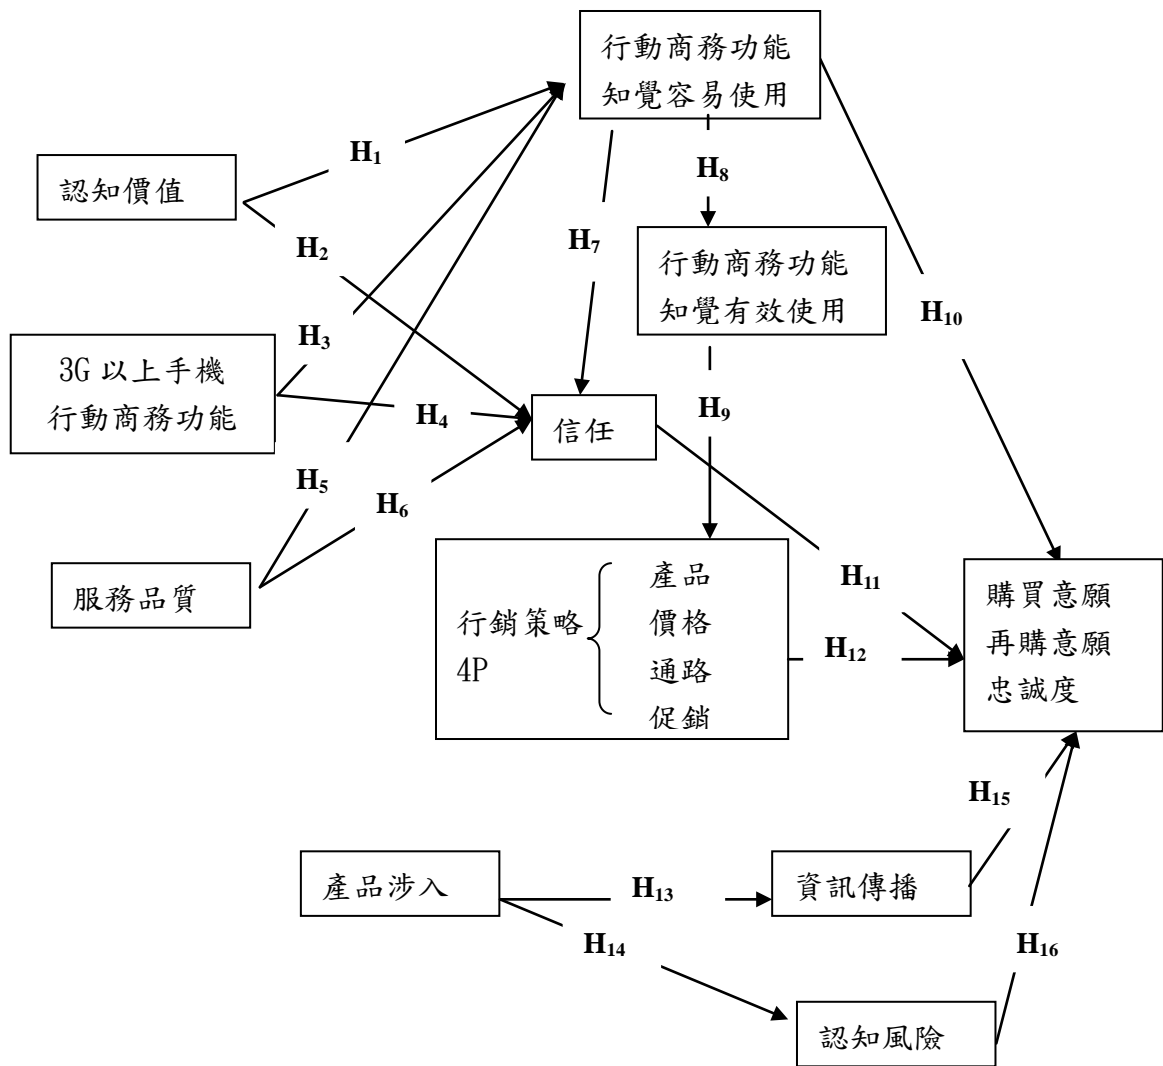 行動商務功能
知覺容易使用
H₁
H₈
認知價值
H₂
H₇
行動商務功能
知覺有效使用
H₁₀
H₃
3G 以上手機
行動商務功能
H₄
信任
H₉
H₅
H₆
服務品質
行銷策略
4P
產品
價格
通路
促銷
H₁₁
H₁₂
購買意願
再購意願
忠誠度
H₁₅
產品涉入
H₁₃
資訊傳播
H₁₄
H₁₆
認知風險